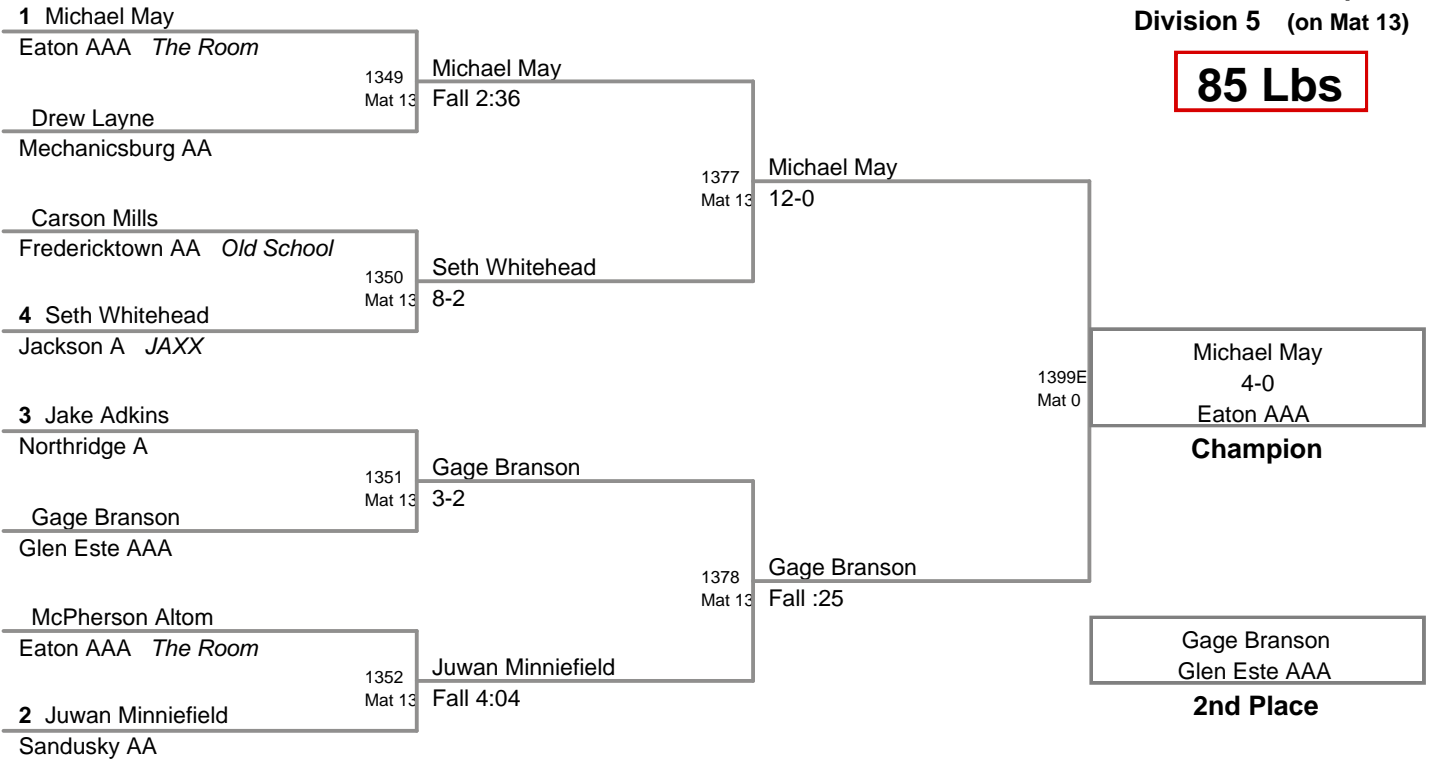 Division 5 (on Mat 13)
85 Lbs
1 Michael May
Eaton AAA The Room
Drew Layne
Mechanicsburg AA
Carson Mills
Fredericktown AA Old School
4 Seth Whitehead
Jackson A JAXX
3 Jake Adkins
Northridge A
Gage Branson
Glen Este AAA
McPherson Altom
Eaton AAA The Room
2 Juwan Minniefield
Sandusky AA
1349
Mat 13
Michael May
Fall 2:36
1350
Mat 13
Seth Whitehead
8-2
1351
Mat 13
Gage Branson
3-2
1352
Mat 13
Juwan Minniefield
Fall 4:04
1377
Mat 13
Michael May
12-0
1378
Mat 13
Gage Branson
Fall :25
1399E
Mat 0
Michael May
4-0
Eaton AAA
Champion
Gage Branson
Glen Este AAA
2nd Place